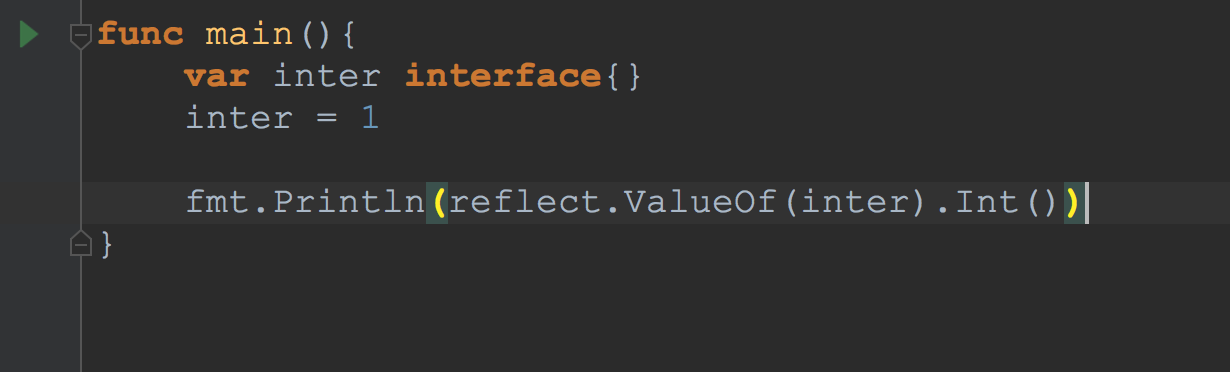 func main(){
var inter interface{}
inter = 1
fmt.Println(reflect.ValueOf(inter).Int())
}